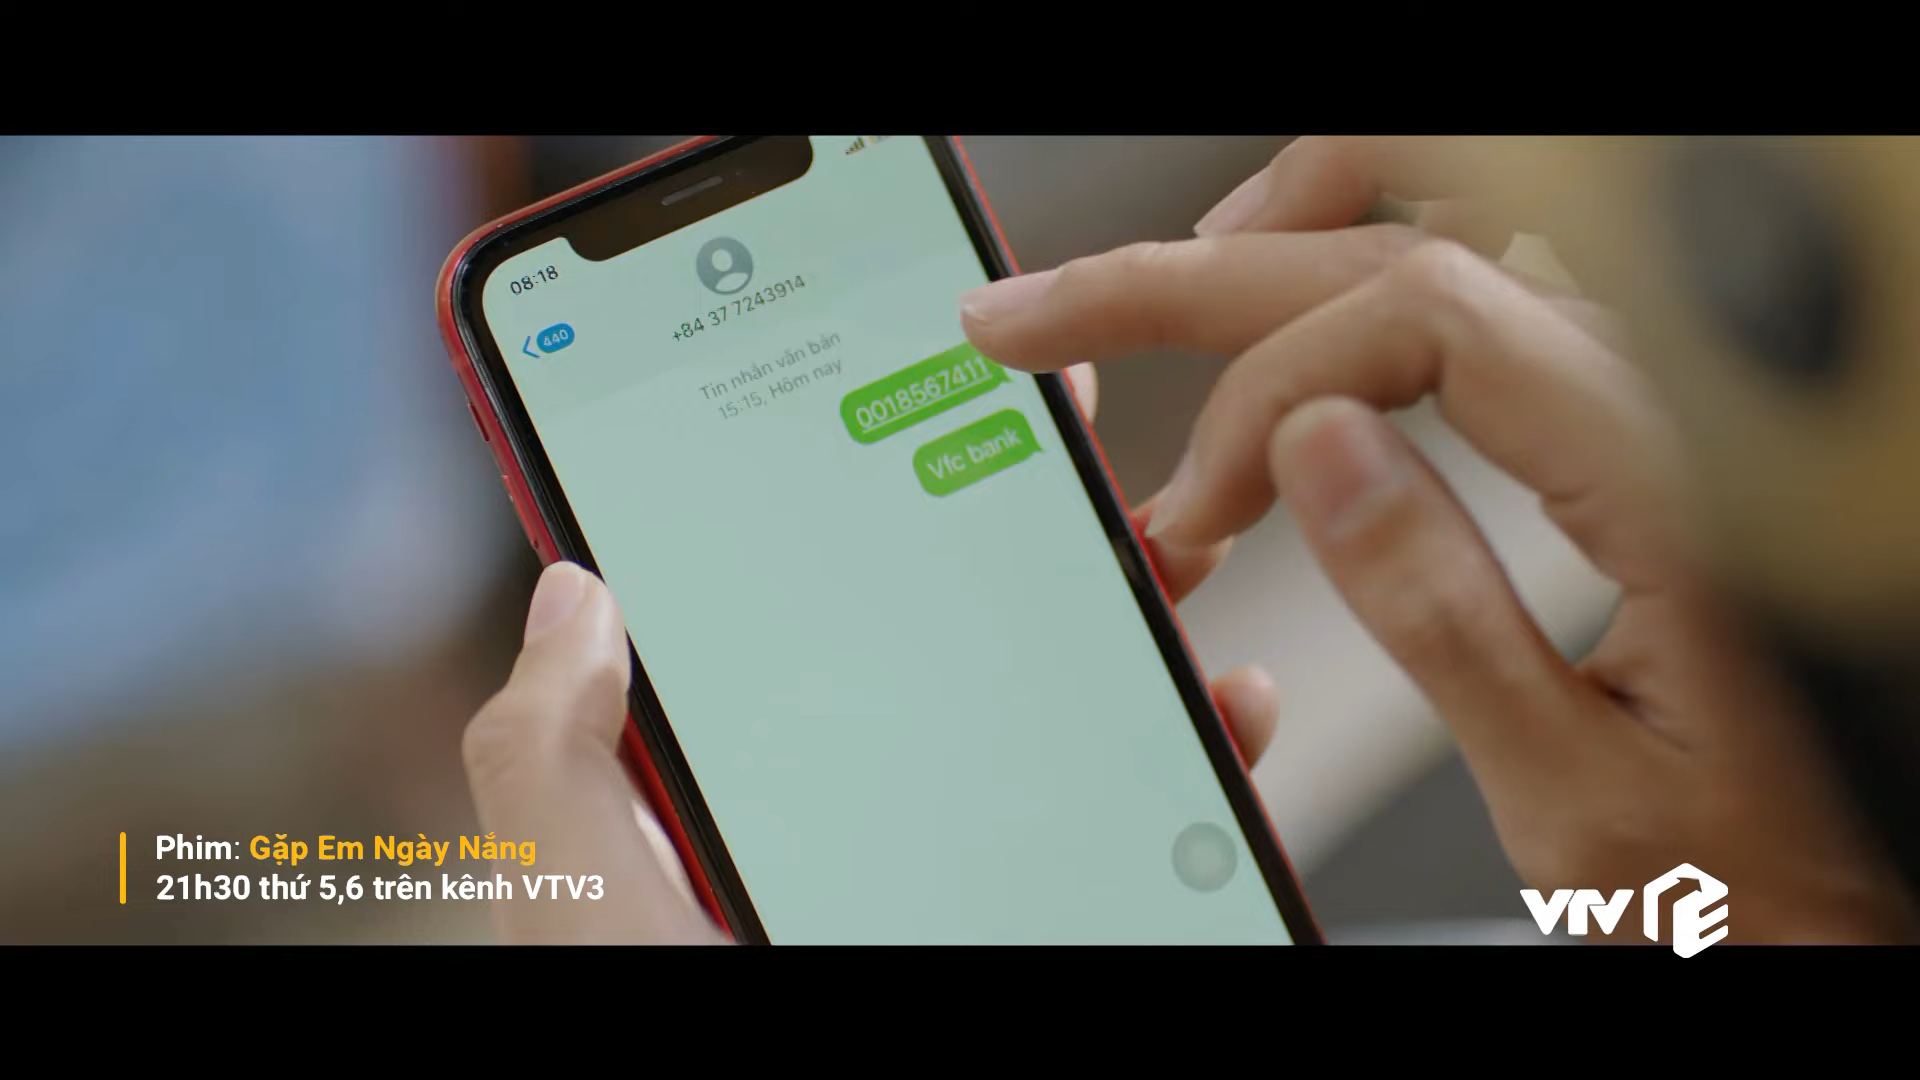 08:18
440
+84 37 7243914
Tin nhắn văn bản
15:15, Hôm nay
0018567411
Vfc bank
Phim: Gặp Em Ngày Nắng
21h30 thứ 5,6 trên kênh VTV3
VTV